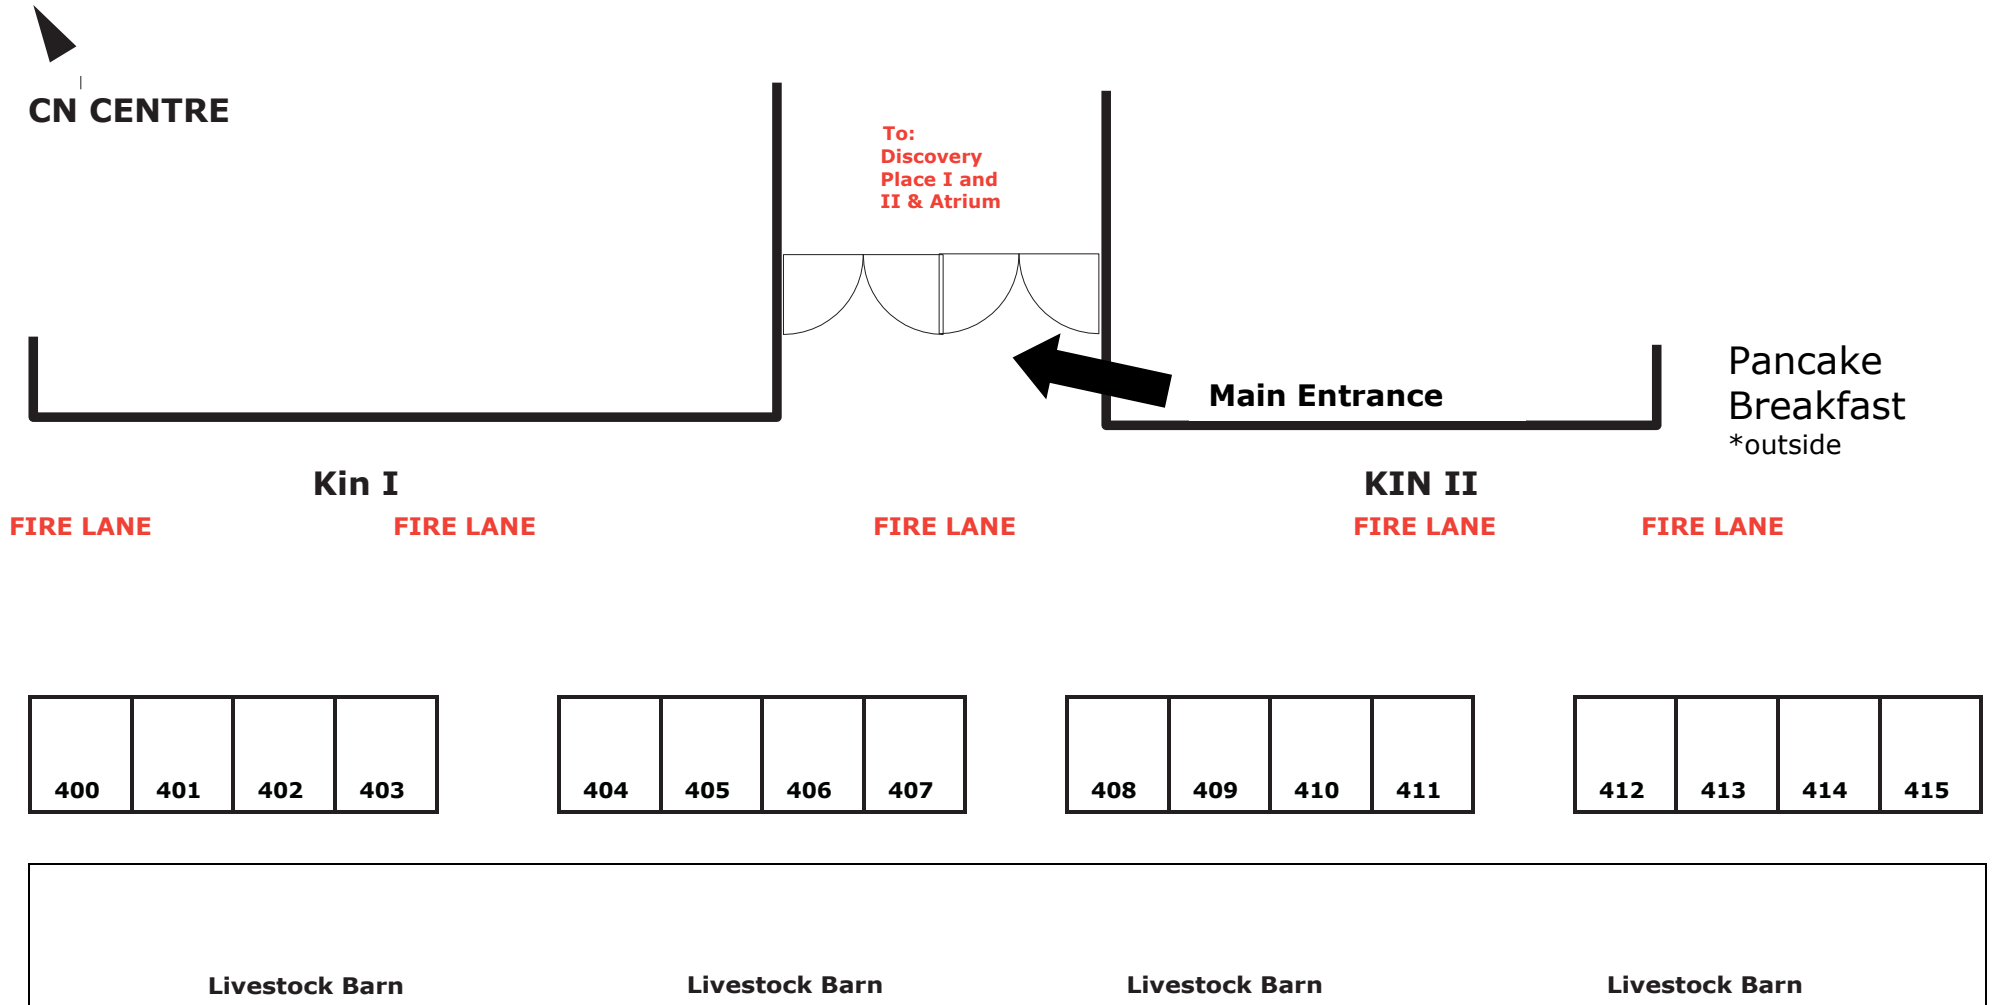 CN CENTRE
To:
Discovery
Place I and
II & Atrium
Main Entrance
Pancake
Breakfast
*outside
Kin I
KIN II
FIRE LANE FIRE LANE FIRE LANE FIRE LANE FIRE LANE
400 401 402 403 404 405 406 407 408 409 410 411 412 413 414 415
Livestock Barn Livestock Barn Livestock Barn Livestock Barn